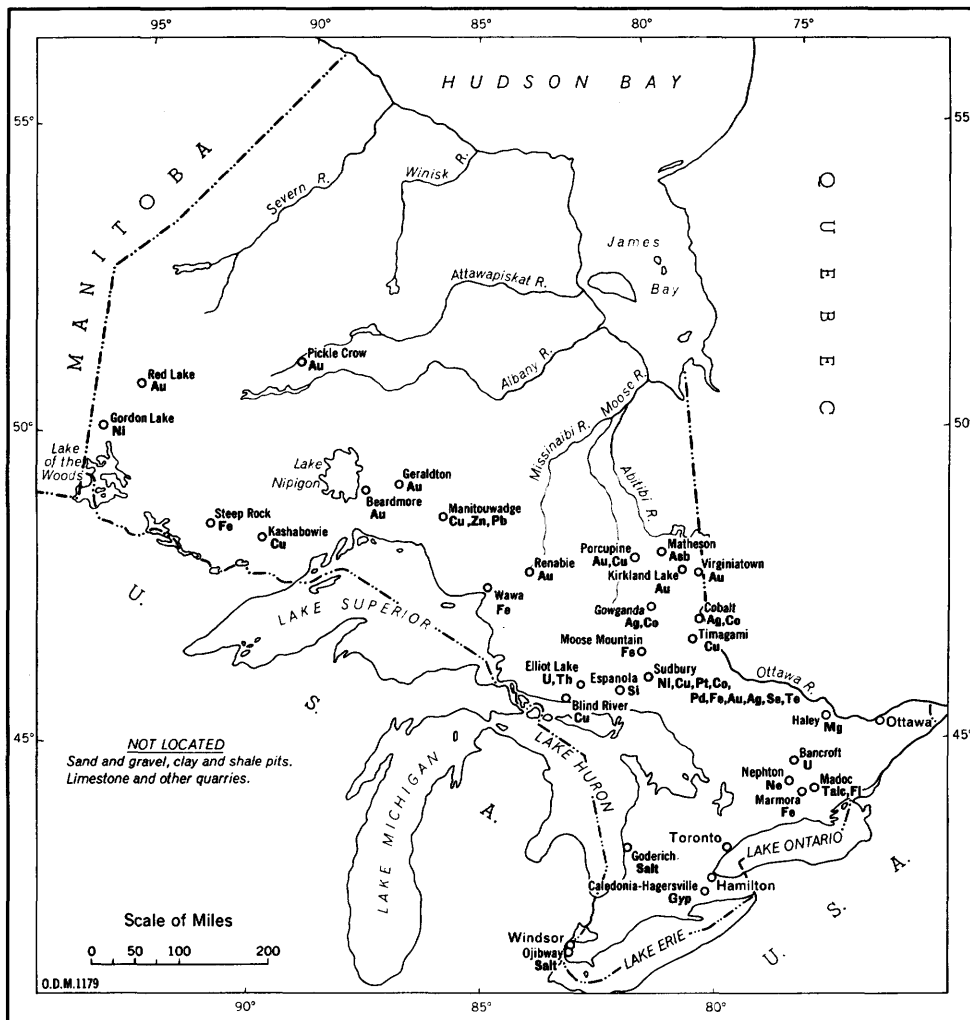 95°
90°
85°
80°
75°
HUDSON BAY
55°
55°
MANITOBA
QUEBEC
Severn R.
Winisk R.
James
Bay
Attawapiskat R.
Pickle Crow
Au
Albany R.
Moose R.
Red Lake
Au
Missinaibi R.
Abitibi R.
50°
50°
Gordon Lake
Ni
Lake
of the
Woods
Lake
Nipigon
Geraldton
Au
Beardmore
Au
Manitouwadge
Cu,Zn,Pb
Steep Rock
Fe
Kashabowie
Cu
Porcupine
Au,Cu
Matheson
Asb
Renabie
Au
Kirkland Lake
Au
Virginiatown
Au
Wawa
Fe
Gowganda
Ag,Co
Cobalt
Ag,Co
Timagami
Cu
Moose Mountain
Fe
LAKE SUPERIOR
U. S. A.
Elliot Lake
U,Th
Espanola
Si
Sudbury
Ni,Cu,Pt,Co,
Pd,Fe,Au,Ag,Se,Te
Blind River
Cu
Ottawa R.
Haley
Mg
Ottawa
45°
45°
NOT LOCATED
Sand and gravel, clay and shale pits.
Limestone and other quarries.
LAKE MICHIGAN
LAKE HURON
Bancroft
U
Nephton
Ne
Madoc
Talc,Fl
Marmora
Fe
Toronto
LAKE ONTARIO
Goderich
Salt
Hamilton
Caledonia-Hagersville
Gyp
Scale of Miles
0 50 100 200
Windsor
Ojibway
Salt
LAKE ERIE
U. S. A.
O.D.M.1179
90°
85°
80°